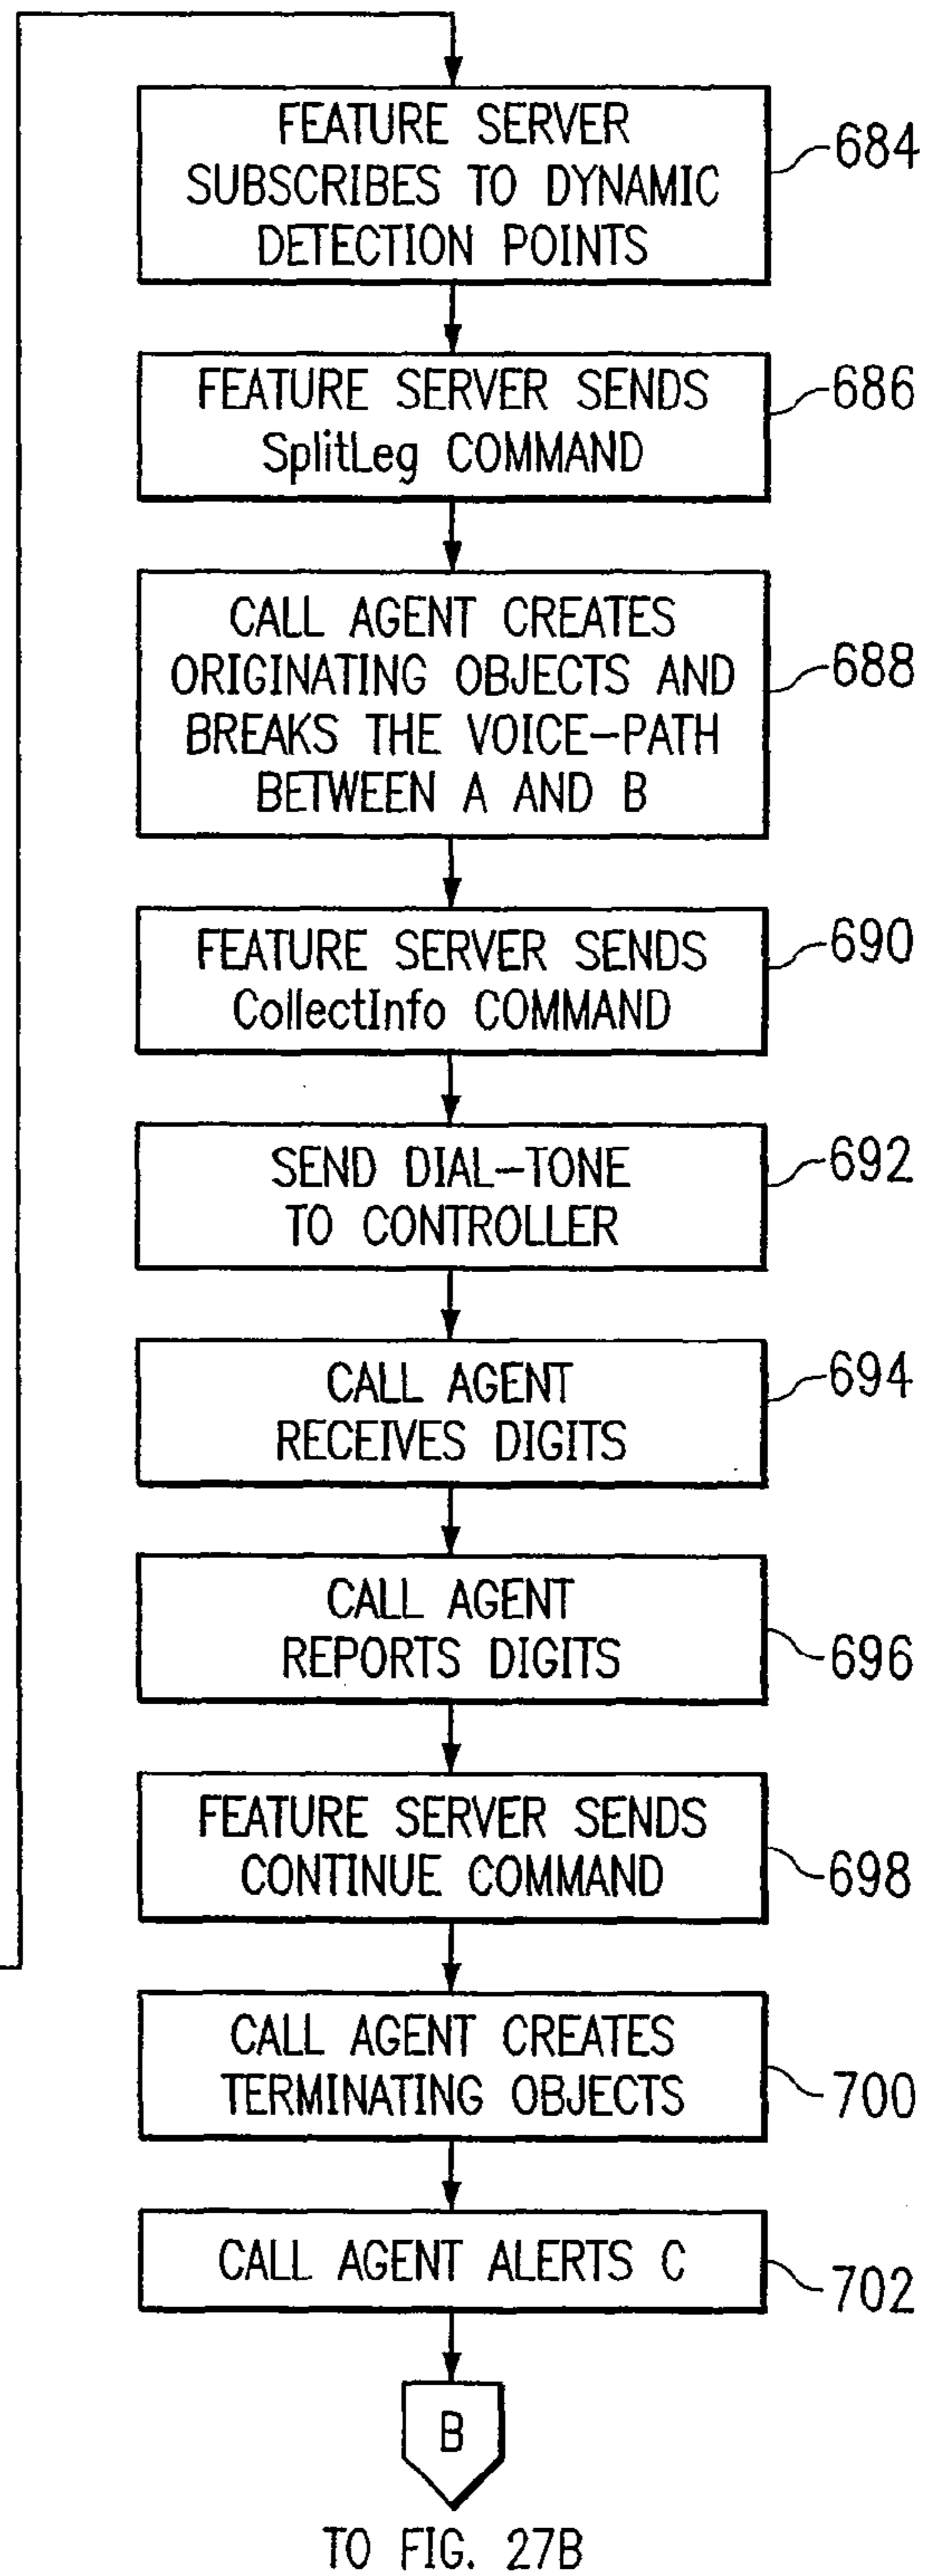 FEATURE SERVER
SUBSCRIBES TO DYNAMIC
DETECTION POINTS
684
FEATURE SERVER SENDS
SplitLeg COMMAND
686
CALL AGENT CREATES
ORIGINATING OBJECTS AND
BREAKS THE VOICE-PATH
BETWEEN A AND B
688
FEATURE SERVER SENDS
CollectInfo COMMAND
690
SEND DIAL-TONE
TO CONTROLLER
692
CALL AGENT
RECEIVES DIGITS
694
CALL AGENT
REPORTS DIGITS
696
FEATURE SERVER SENDS
CONTINUE COMMAND
698
CALL AGENT CREATES
TERMINATING OBJECTS
700
CALL AGENT ALERTS C
702
B
TO FIG. 27B